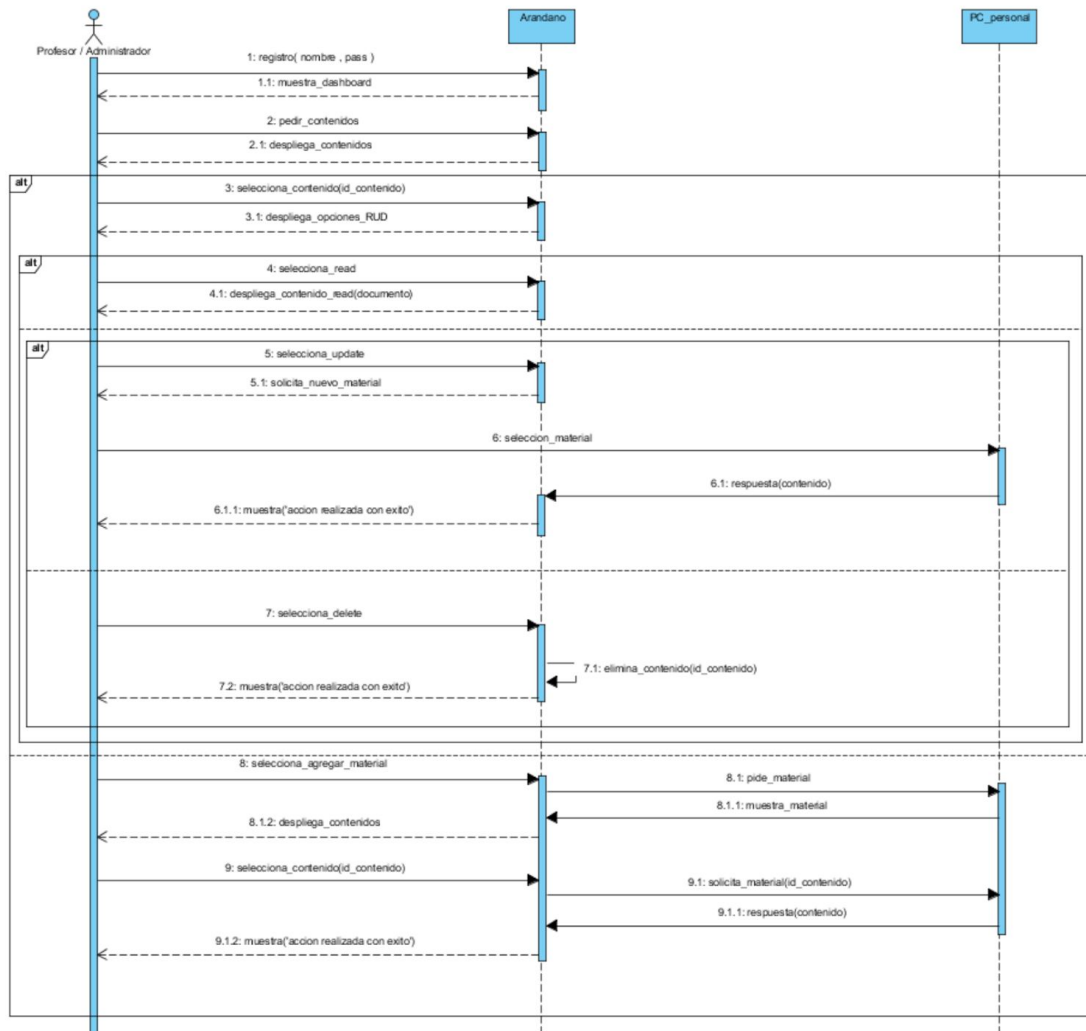 Profesor / Administrador
Arandano
PC_personal
1: registro( nombre , pass )
1.1: muestra_dashboard
2: pedir_contenidos
2.1: despliega_contenidos
alt
3: selecciona_contenido(id_contenido)
3.1: despliega_opciones_RUD
alt
4: selecciona_read
4.1: despliega_contenido_read(documento)
alt
5: selecciona_update
5.1: solicita_nuevo_material
6: seleccion_material
6.1: respuesta(contenido)
6.1.1: muestra('accion realizada con exito')
7: selecciona_delete
7.1: elimina_contenido(id_contenido)
7.2: muestra('accion realizada con exito')
8: selecciona_agregar_material
8.1: pide_material
8.1.1: muestra_material
8.1.2: despliega_contenidos
9: selecciona_contenido(id_contenido)
9.1: solicita_material(id_contenido)
9.1.1: respuesta(contenido)
9.1.2: muestra('accion realizada con exito')